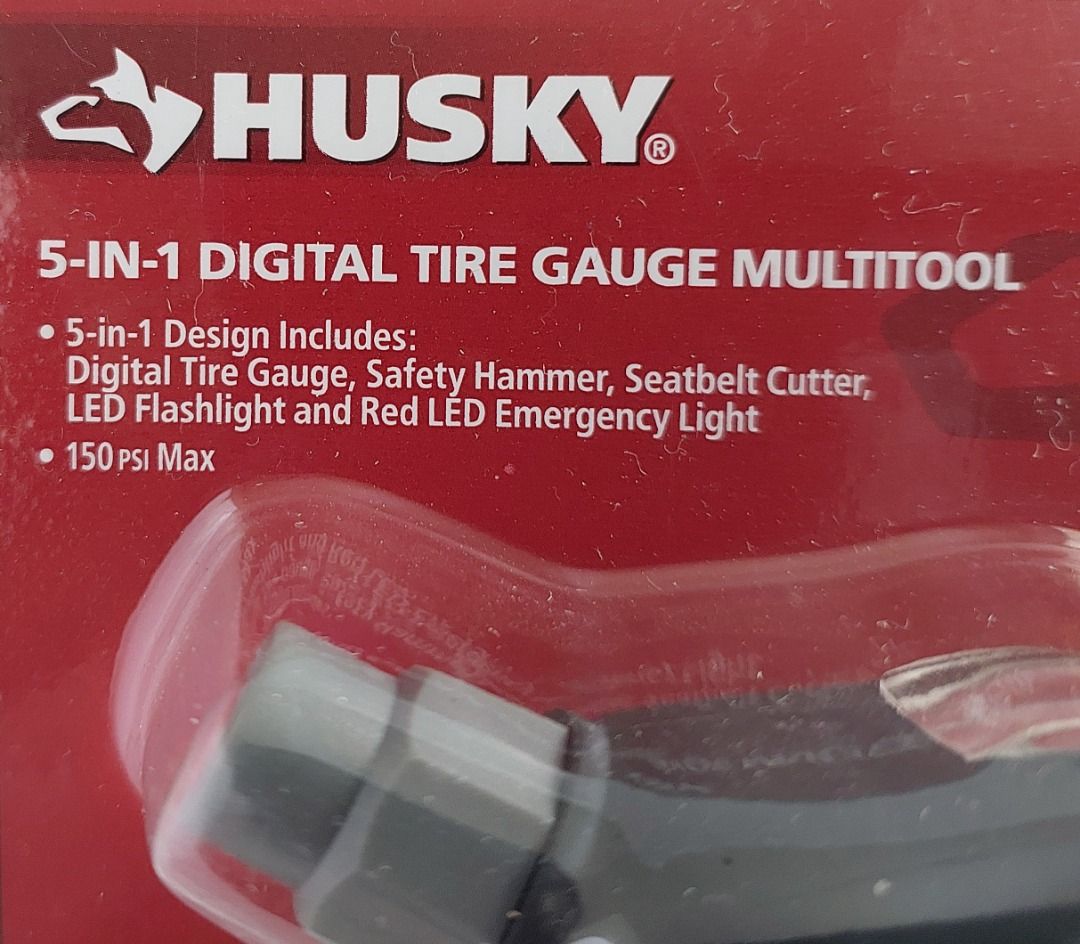 HUSKY®
5-IN-1 DIGITAL TIRE GAUGE MULTITOOL
• 5-in-1 Design Includes:
Digital Tire Gauge, Safety Hammer, Seatbelt Cutter,
LED Flashlight and Red LED Emergency Light
• 150 PSI Max